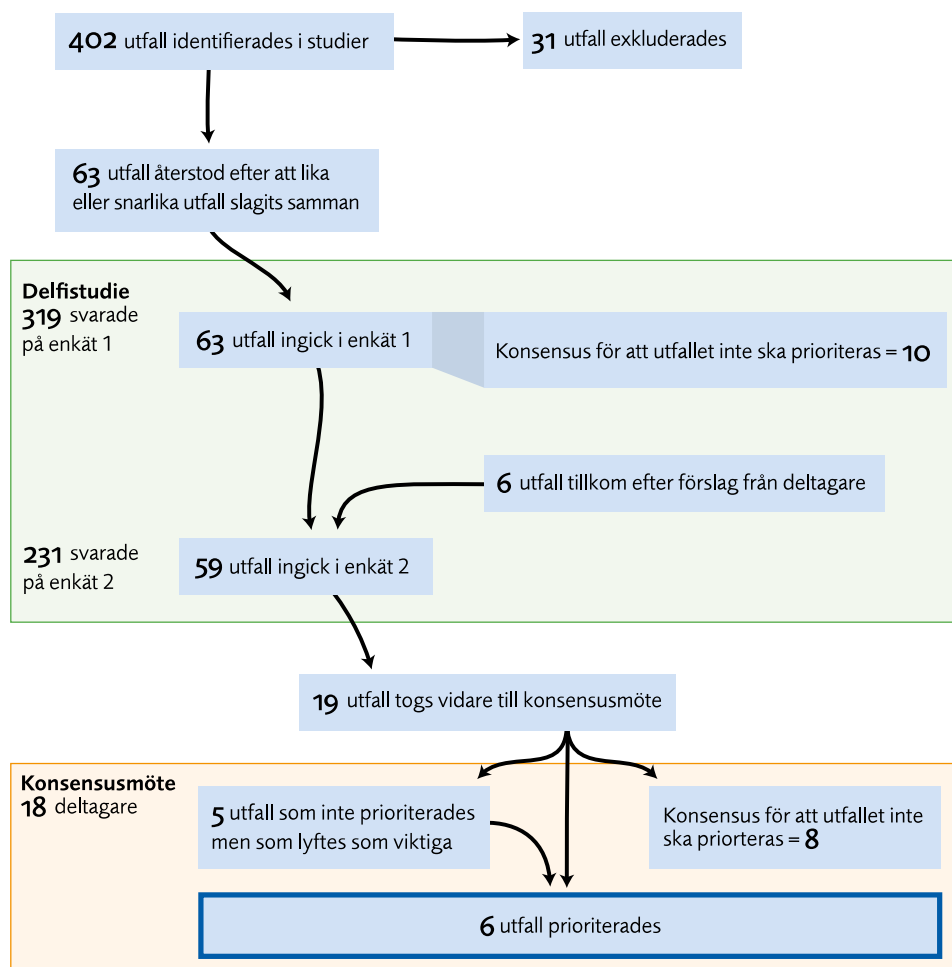 402 utfall identifierades i studier
31 utfall exkluderades
63 utfall återstod efter att lika
eller snarlika utfall slagits samman
Delfistudie
319 svarade
på enkät 1
63 utfall ingick i enkät 1
Konsensus för att utfallet inte ska prioriteras = 10
6 utfall tillkom efter förslag från deltagare
231 svarade
på enkät 2
59 utfall ingick i enkät 2
19 utfall togs vidare till konsensusmöte
Konsensusmöte
18 deltagare
5 utfall som inte prioriterades
men som lyftes som viktiga
Konsensus för att utfallet inte
ska priorteras = 8
6 utfall prioriterades